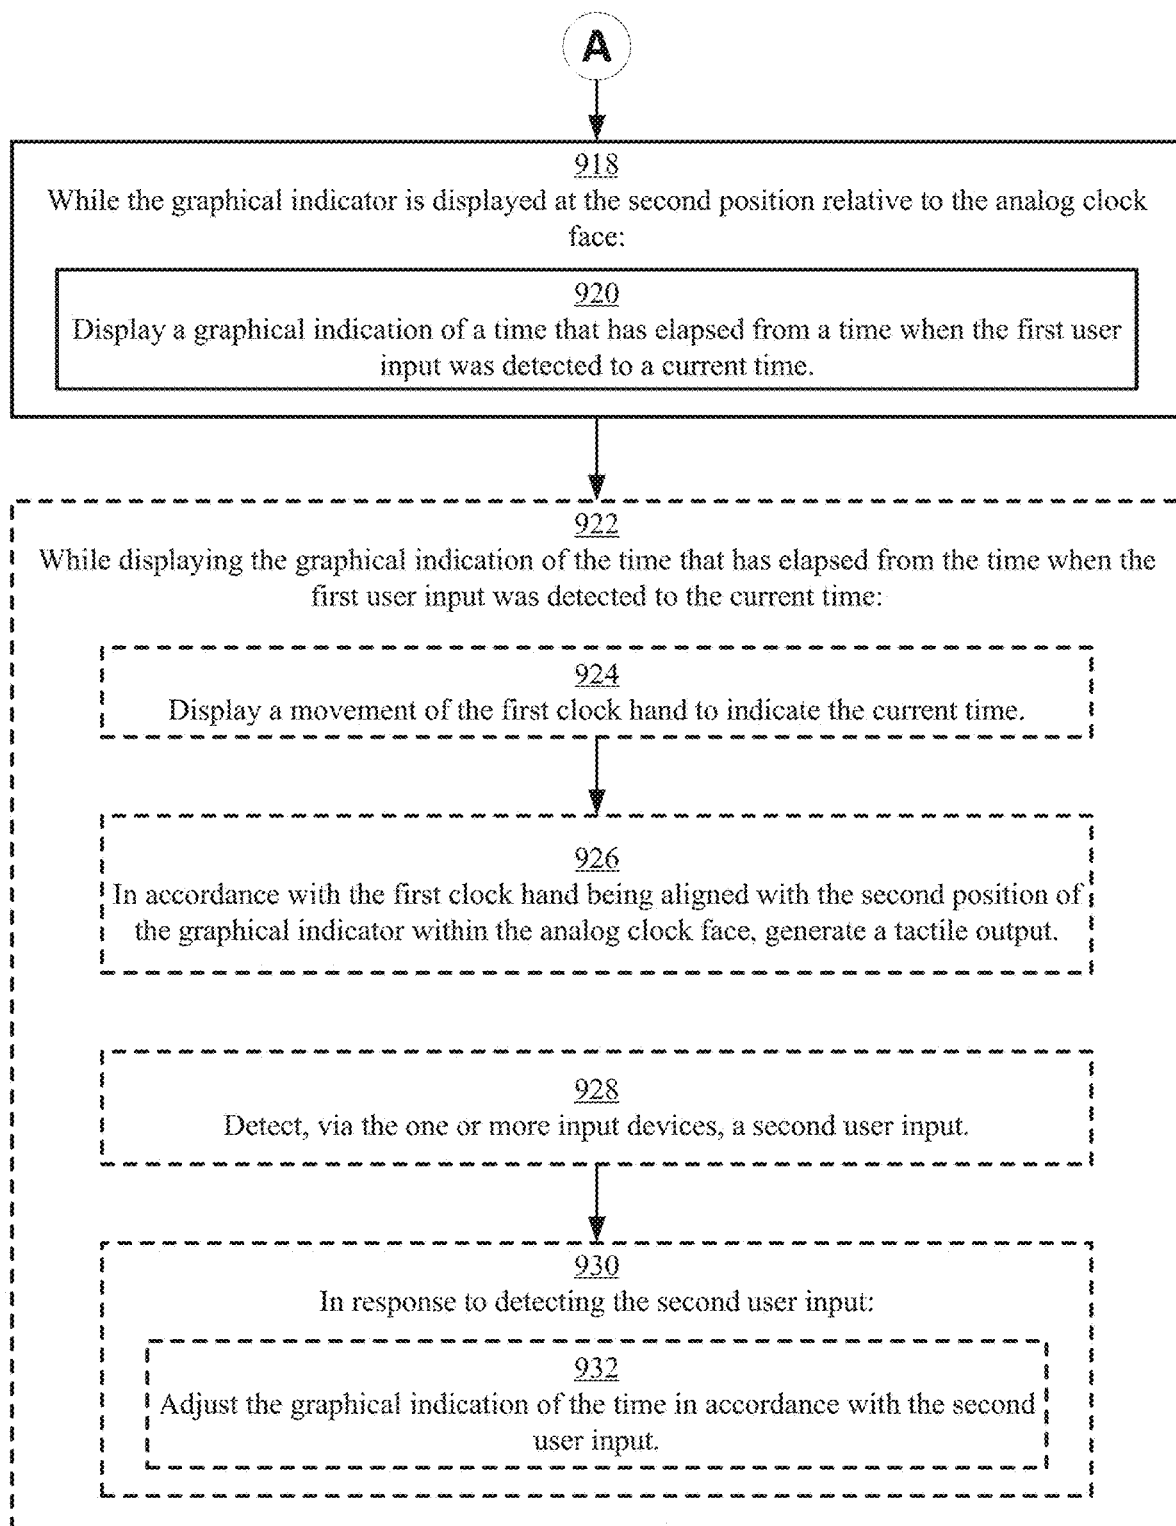 A
918
While the graphical indicator is displayed at the second position relative to the analog clock
face:
920
Display a graphical indication of a time that has elapsed from a time when the first user
input was detected to a current time.
922
While displaying the graphical indication of the time that has elapsed from the time when the
first user input was detected to the current time:
924
Display a movement of the first clock hand to indicate the current time.
926
In accordance with the first clock hand being aligned with the second position of
the graphical indicator within the analog clock face, generate a tactile output.
928
Detect, via the one or more input devices, a second user input.
930
In response to detecting the second user input:
932
Adjust the graphical indication of the time in accordance with the second
user input.